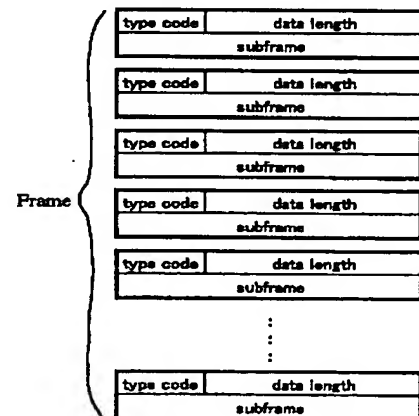 type code data length
subframe
type code data length
subframe
type code data length
subframe
Frame
type code data length
subframe
type code data length
subframe
type code data length
subframe